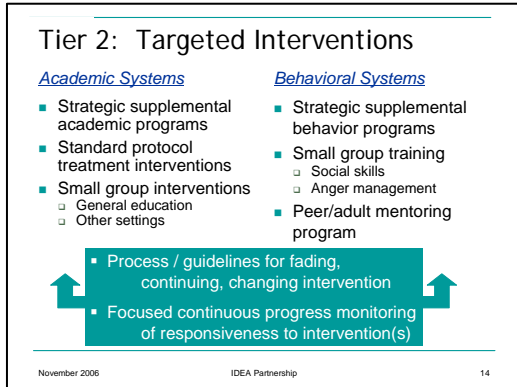 Tier 2: Targeted Interventions
Academic Systems
Strategic supplemental
academic programs
Standard protocol
treatment interventions
Small group interventions
General education
Other settings
Behavioral Systems
Strategic supplemental
behavior programs
Small group training
Social skills
Anger management
Peer/adult mentoring
program
Process / guidelines for fading,
continuing, changing intervention
Focused continuous progress monitoring
of responsiveness to intervention(s)
November 2006 IDEA Partnership 14